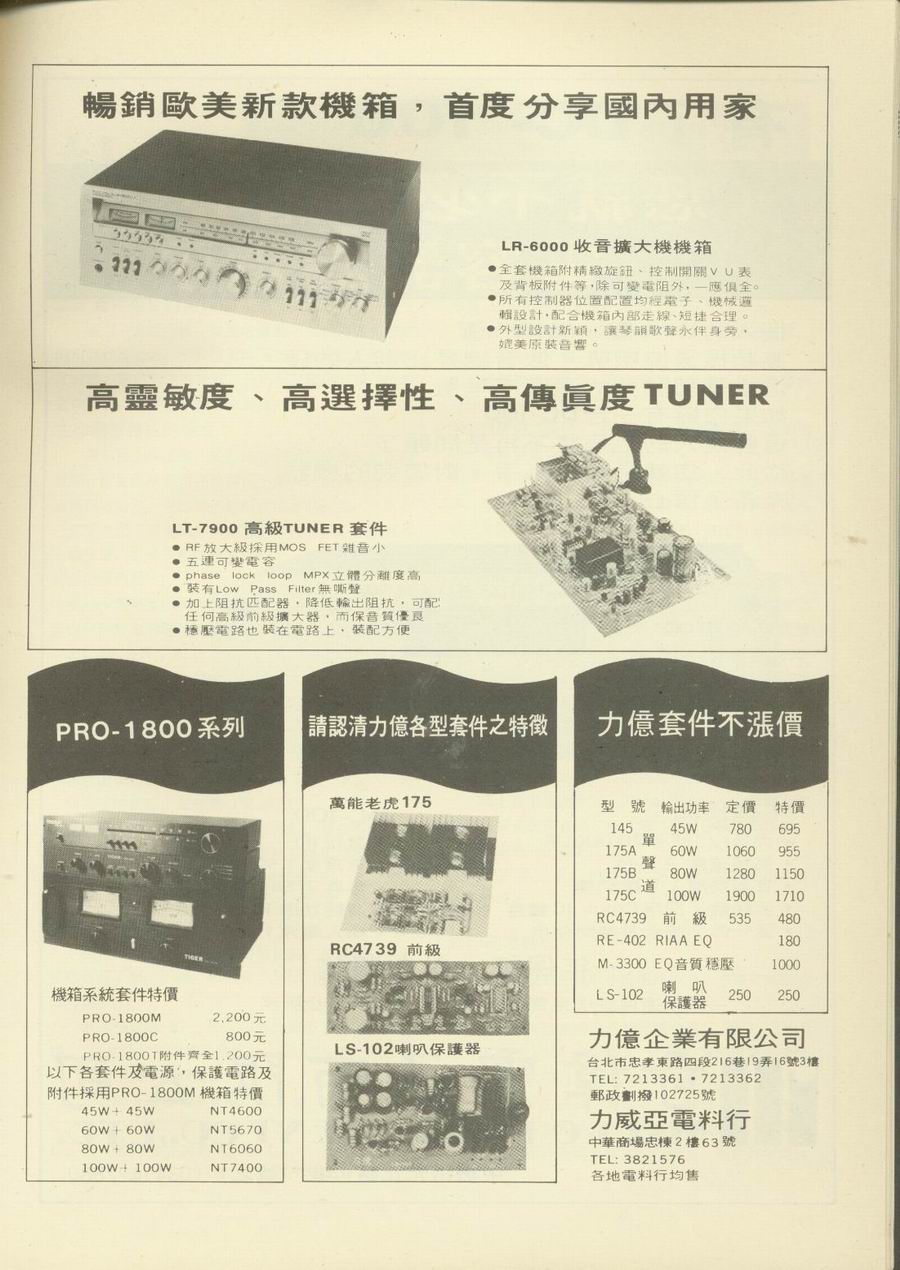 暢銷歐美新款機箱，首度分享國內用家
LR-6000 收音擴大機機箱
●全套機箱附精緻旋鈕、控制開關ＶＵ表
及背板附件等，除可變電阻外，一應俱全。
●所有控制器位置配置均經電子、機械邏
輯設計，配合機箱內部走線、短捷合理。
●外型設計新穎，讓琴韻歌聲永伴身旁，
媲美原裝音響。
高靈敏度、高選擇性、高傳眞度TUNER
LT-7900 高級TUNER 套件
● RF放大級採用MOS FET雜音小
● 五連可變電容
● phase lock loop MPX立體分離度高
● 裝有Low Pass Filter無嘶聲
● 加上阻抗匹配器，降低輸出阻抗，可配
任何高級前級擴大器，而保音質優良
● 穩壓電路也裝在電路上，裝配方便
PRO-1800系列
TIGER
機箱系統套件特價
PRO-1800M 2,200元
PRO-1800C 800元
PRO-1800T附件齊全1,200元
以下各套件及電源，保護電路及
附件採用PRO-1800M 機箱特價
45W + 45W NT4600
60W + 60W NT5670
80W + 80W NT6060
100W + 100W NT7400
請認清力億各型套件之特徵
萬能老虎175
RC4739 前級
LS-102喇叭保護器
力億套件不漲價
型號 輸出功率 定價 特價
145 單聲道 45W 780 695
175A 60W 1060 955
175B 80W 1280 1150
175C 100W 1900 1710
RC4739 前級 535 480
RE-402 RIAA EQ 180
M-3300 EQ音質穩壓 1000
LS-102 喇叭保護器 250 250
力億企業有限公司
台北市忠孝東路四段216巷19弄16號3樓
TEL: 7213361•7213362
郵政劃撥102725號
力威亞電料行
中華商場忠棟2樓63號
TEL: 3821576
各地電料行均售